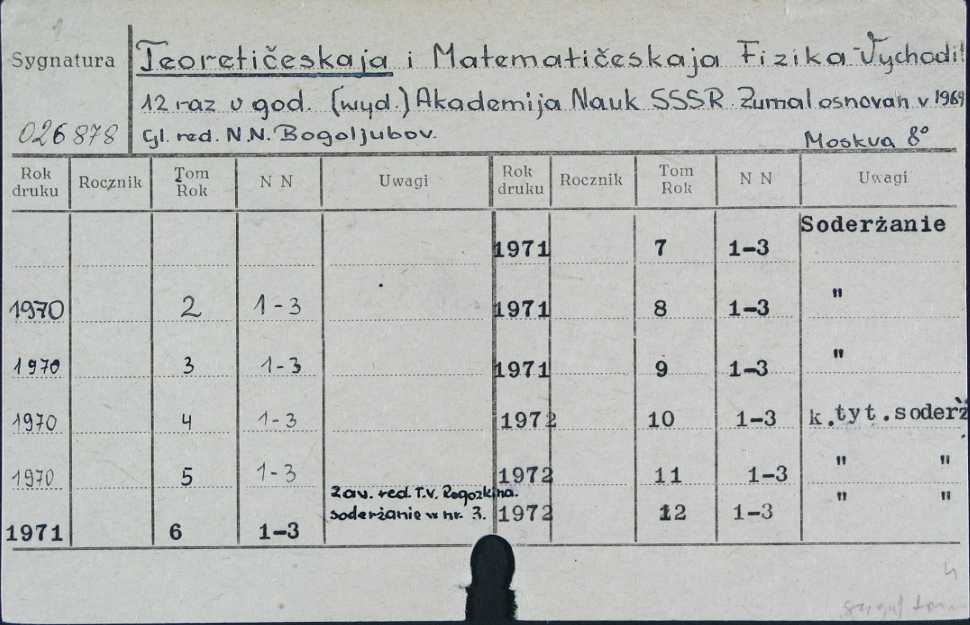 Sygnatura
Teoretičeskaja i Matematičeskaja Fizika - Vychodit
12 raz v god. (wyd.) Akademija Nauk SSSR. Žurnal osnovan v 1969
026878 Gl. red. N.N. Bogoljubov. Moskva 8°
Rok druku Rocznik Tom Rok N N Uwagi Rok druku Rocznik Tom Rok N N Uwagi
1971 7 1-3 Soderżanie
1970 2 1-3 1971 8 1-3 "
1970 3 1-3 1971 9 1-3 "
1970 4 1-3 1972 10 1-3 k.tyt.soderż
1970 5 1-3 1972 11 1-3 " "
Zav. red. T.V. Rogozkina.
1971 6 1-3 soderżanie w nr. 3. 1972 12 1-3 " "
4